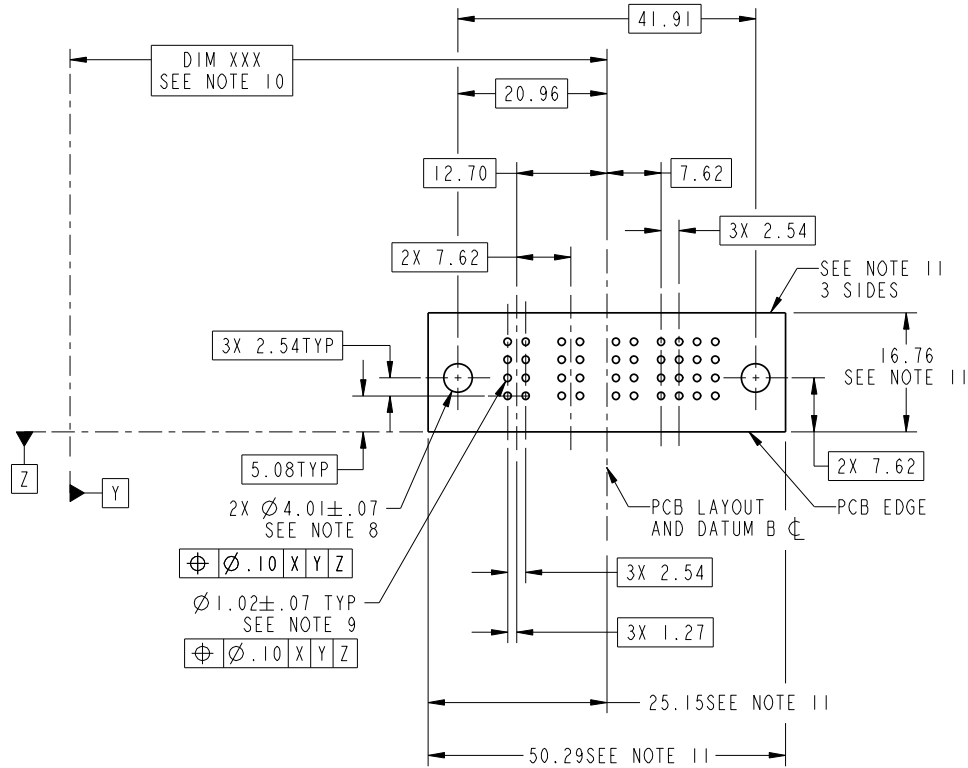 41.91
DIM XXX
SEE NOTE 10
20.96
12.70
7.62
3X 2.54
2X 7.62
SEE NOTE 11
3 SIDES
3X 2.54TYP
16.76
SEE NOTE 11
5.08TYP
2X 7.62
Z
Y
2X Ø4.01±.07
SEE NOTE 8
PCB LAYOUT
AND DATUM B ℄
PCB EDGE
⌖ Ø.10 X Y Z
3X 2.54
Ø1.02±.07 TYP
SEE NOTE 9
3X 1.27
⌖ Ø.10 X Y Z
25.15SEE NOTE 11
50.29SEE NOTE 11